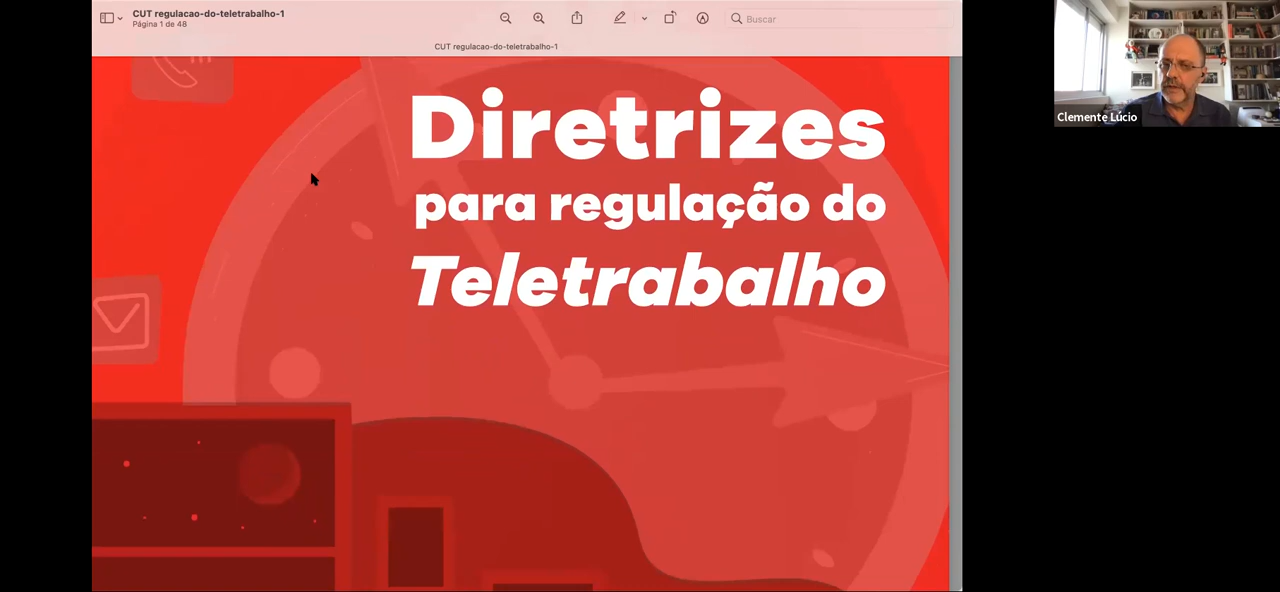 CUT regulacao-do-teletrabalho-1
Página 1 de 48
Buscar
CUT regulacao-do-teletrabalho-1
Diretrizes
para regulação do
Teletrabalho
Clemente Lúcio